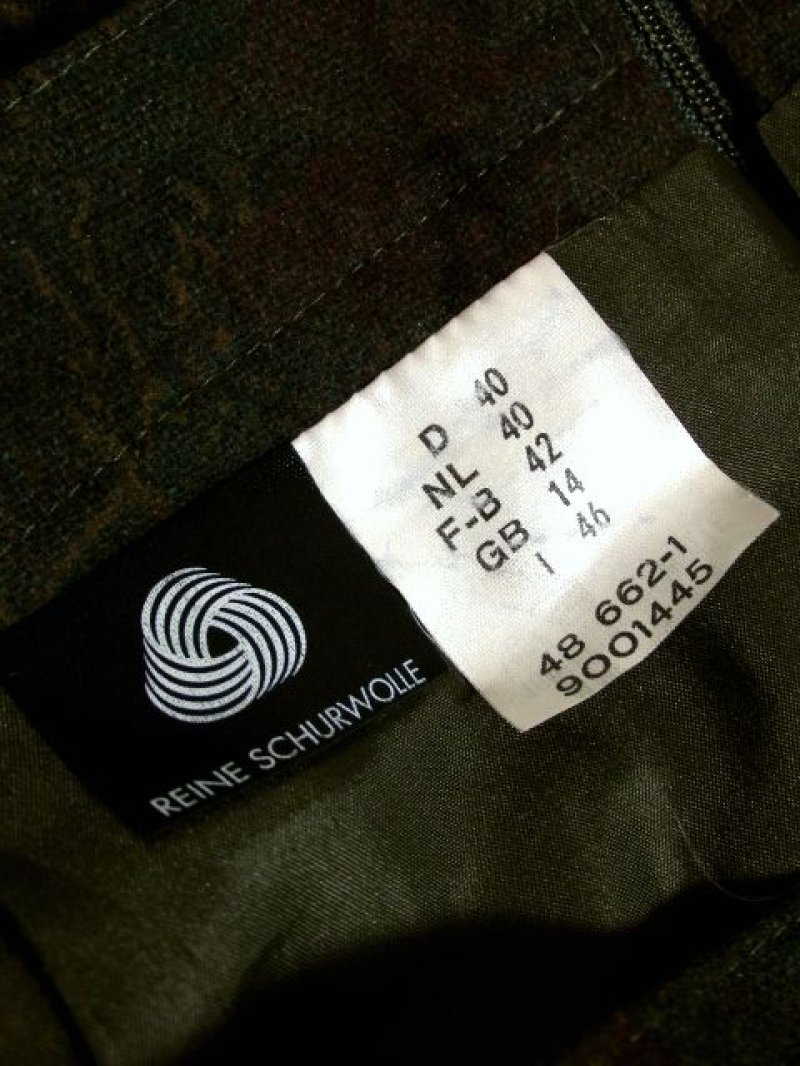 D 40
NL 40
F-B 42
GB 14
I 46
48 662-1
9001445
REINE SCHURWOLLE